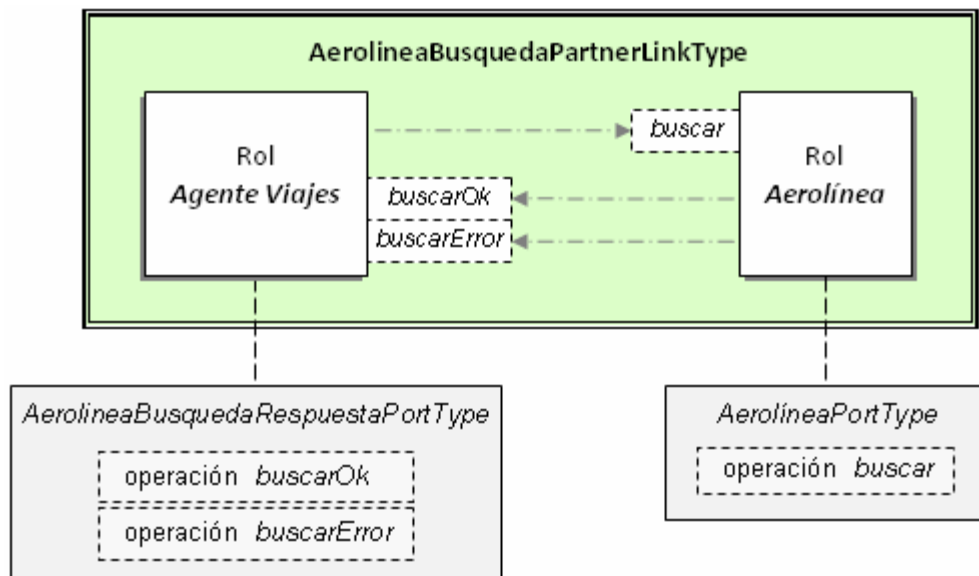 AerolineaBusquedaPartnerLinkType
Rol
Agente Viajes
buscar
buscarOk
buscarError
Rol
Aerolínea
AerolineaBusquedaRespuestaPortType
operación buscarOk
operación buscarError
AerolíneaPortType
operación buscar